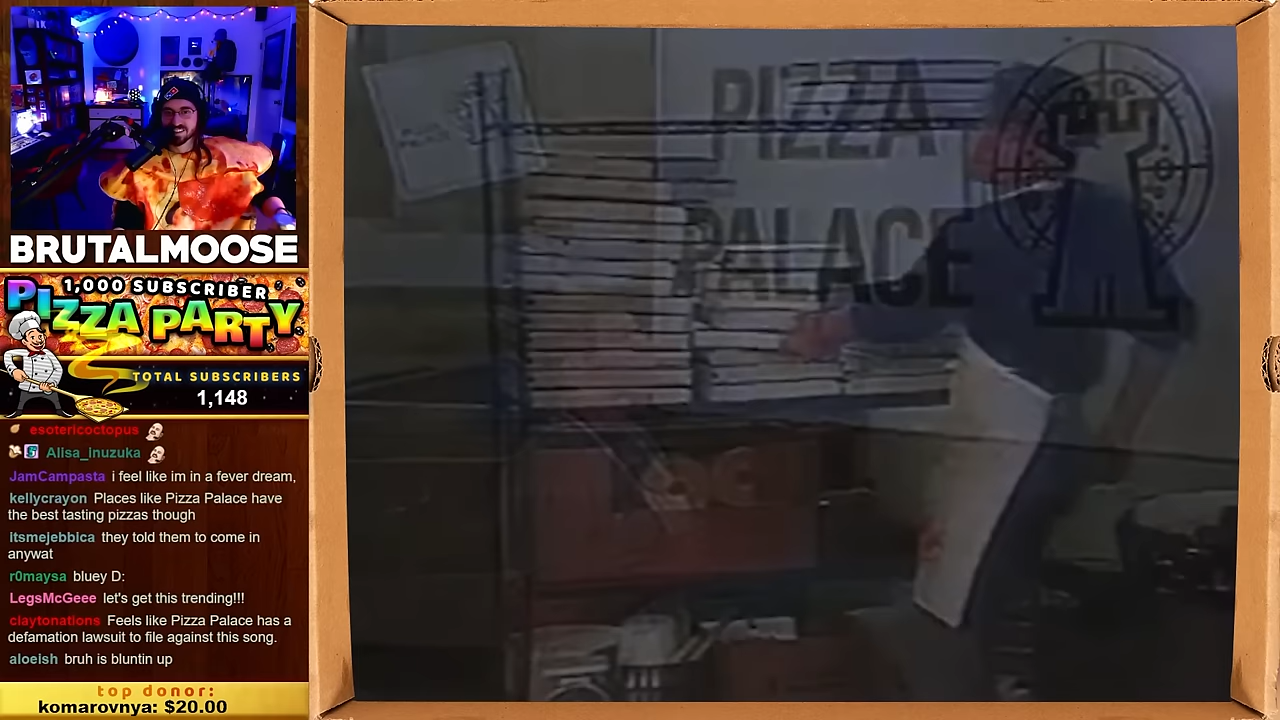 BRUTALMOOSE
1,000 SUBSCRIBER
PIZZA PARTY
TOTAL SUBSCRIBERS
1,148
esotericoctopus
Alisa_Inuzuka
JamCampasta i feel like im in a fever dream,
kellycrayon Places like Pizza Palace have
the best tasting pizzas though
itsmejebbica they told them to come in
anywat
r0maysa bluey D:
LegsMcGeee let's get this trending!!!
claytonations Feels like Pizza Palace has a
defamation lawsuit to file against this song.
aloeish bruh is bluntin up
top donor:
komarovnya: $20.00
PIZZA
PALACE